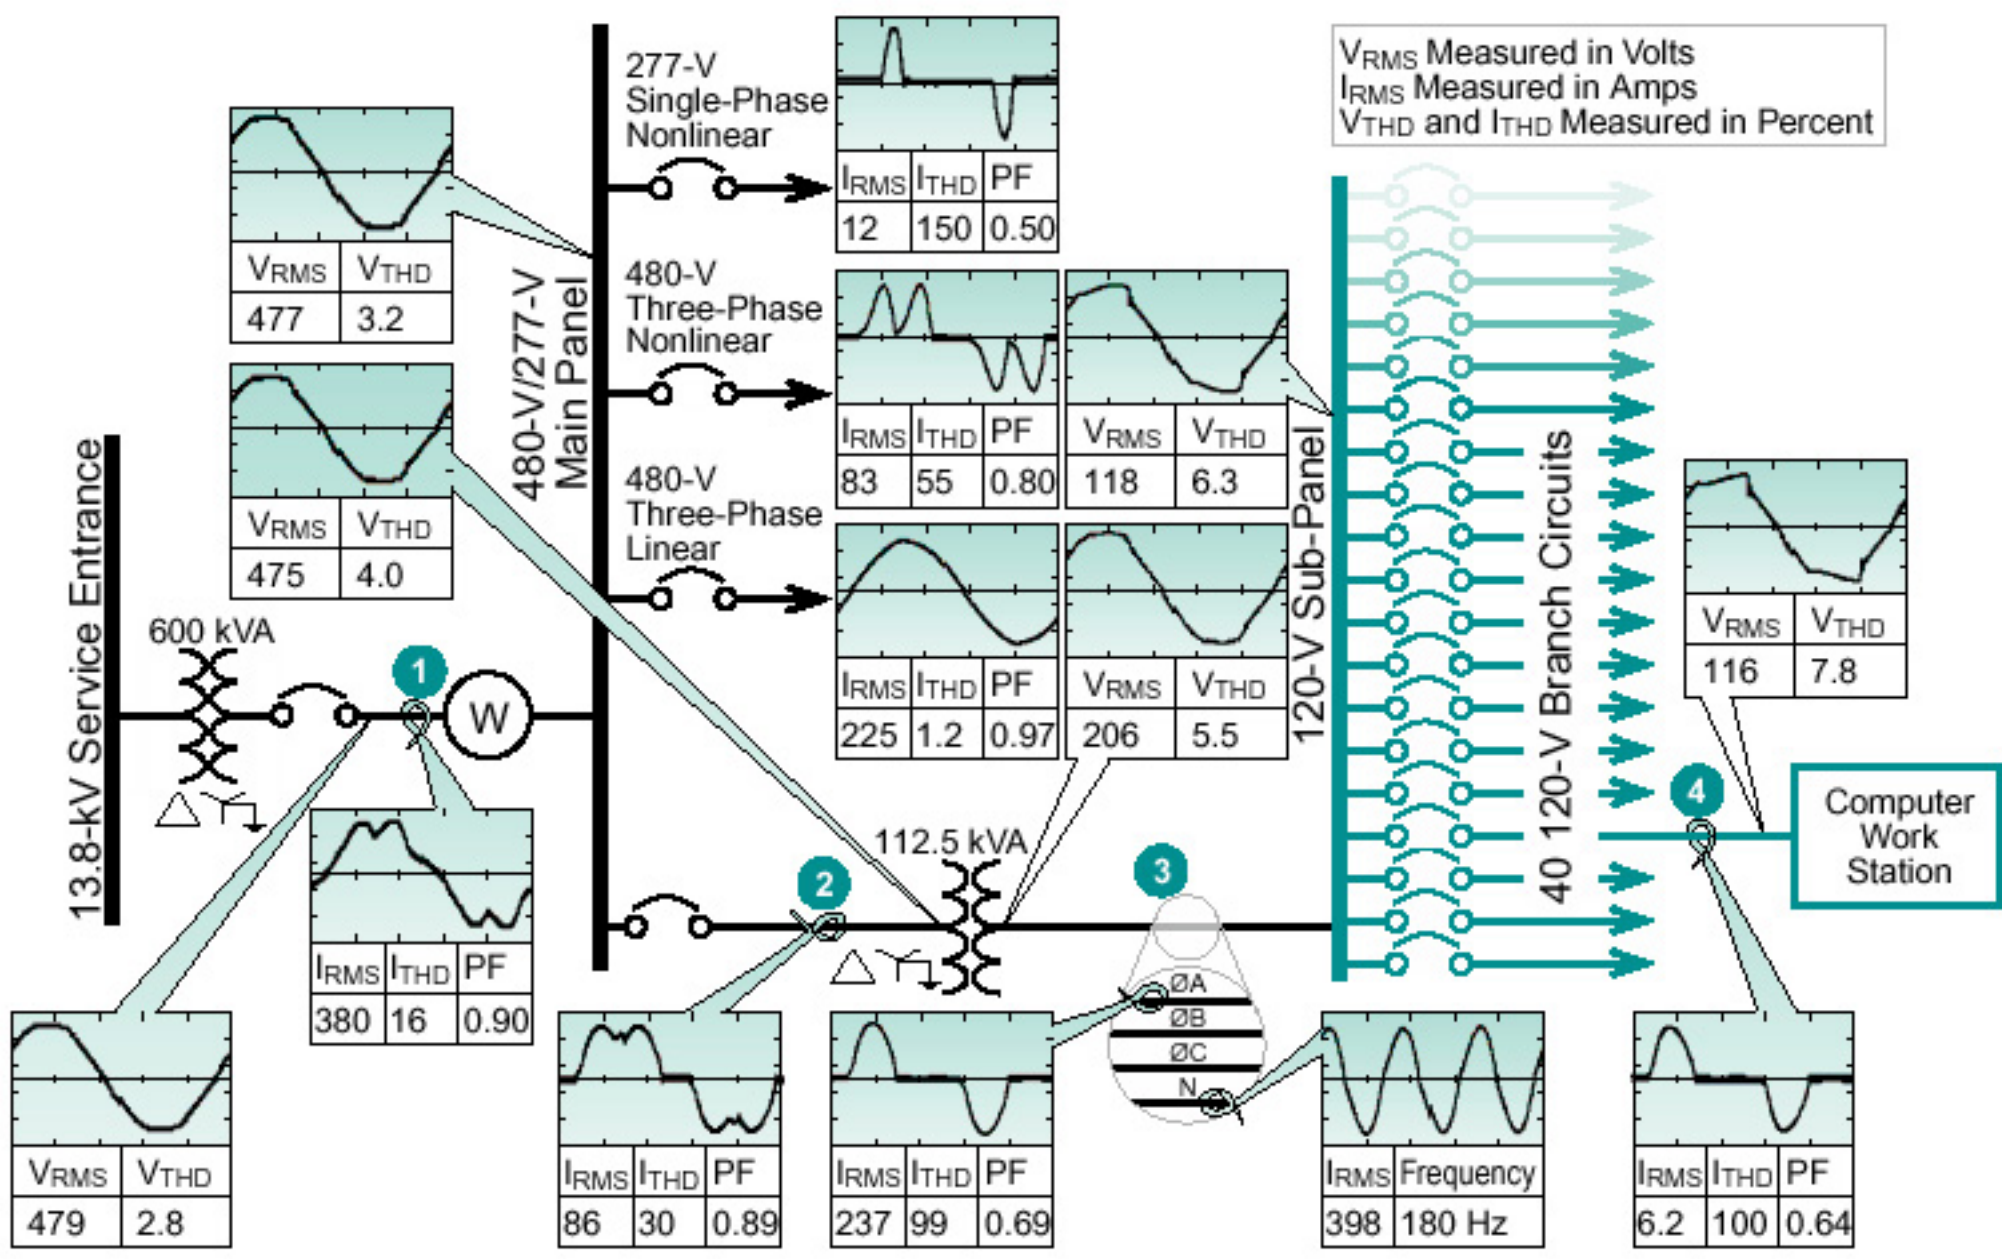 277-V
Single-Phase
Nonlinear
IRMS ITHD PF
12 150 0.50
VRMS Measured in Volts
IRMS Measured in Amps
VTHD and ITHD Measured in Percent
VRMS VTHD
477 3.2
480-V/277-V
Main Panel
480-V
Three-Phase
Nonlinear
IRMS ITHD PF
83 55 0.80
VRMS VTHD
118 6.3
VRMS VTHD
475 4.0
480-V
Three-Phase
Linear
IRMS ITHD PF
225 1.2 0.97
VRMS VTHD
206 5.5
120-V Sub-Panel
40 120-V Branch Circuits
VRMS VTHD
116 7.8
13.8-kV Service Entrance
600 kVA
1
W
IRMS ITHD PF
380 16 0.90
2
112.5 kVA
3
4
Computer
Work
Station
ØA
ØB
ØC
N
VRMS VTHD
479 2.8
IRMS ITHD PF
86 30 0.89
IRMS ITHD PF
237 99 0.69
IRMS Frequency
398 180 Hz
IRMS ITHD PF
6.2 100 0.64